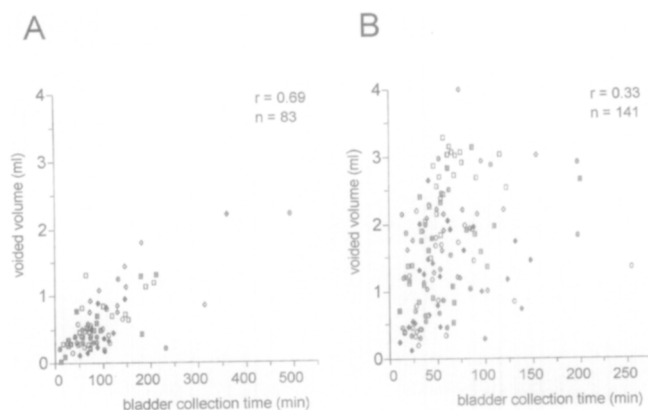 A
r = 0.69
n = 83
voided volume (ml)
4
3
2
1
0
0 100 200 300 400 500
bladder collection time (min)
B
r = 0.33
n = 141
voided volume (ml)
4
3
2
1
0
0 50 100 150 200 250
bladder collection time (min)